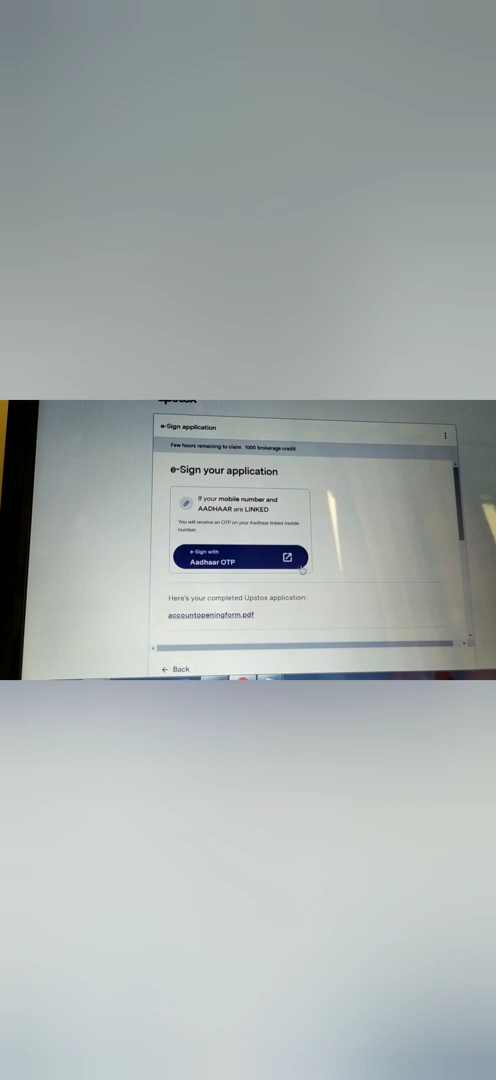 upstox
e-Sign application
Few hours remaining to claim 1000 brokerage credit
e-Sign your application
If your mobile number and
AADHAAR are LINKED
You will receive an OTP on your Aadhaar linked mobile
number.
e-Sign with
Aadhaar OTP
Here's your completed Upstox application
accountopeningform.pdf
← Back